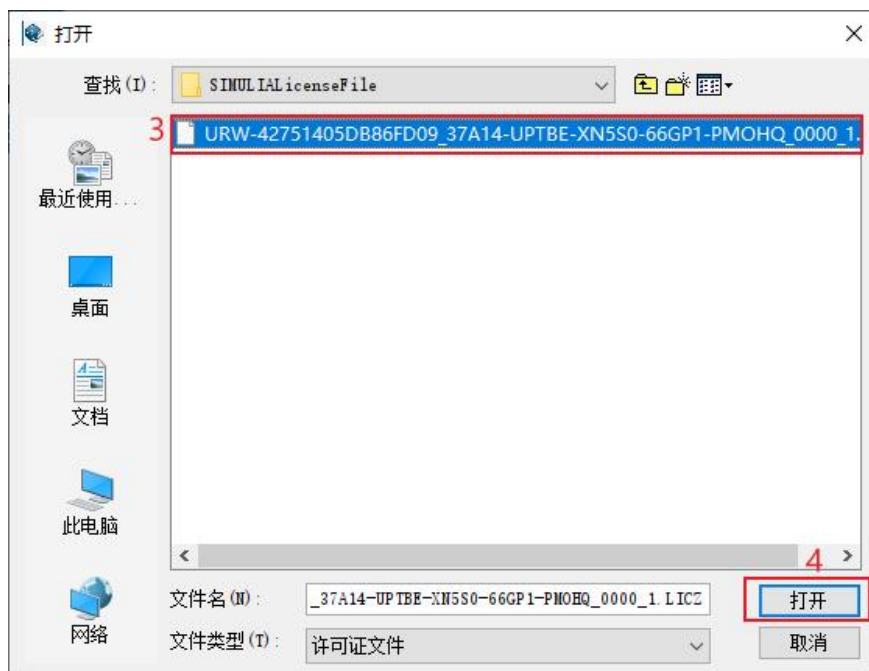 打开
查找(I):
SIMULIALicenseFile
3
URW-42751405DB86FD09_37A14-UPTBE-XN5S0-66GP1-PMOHQ_0000_1.
最近使用...
桌面
文档
此电脑
网络
4
文件名(N):
_37A14-UPTBE-XN5S0-66GP1-PMOHQ_0000_1.LICZ
打开
文件类型(T):
许可证文件
取消